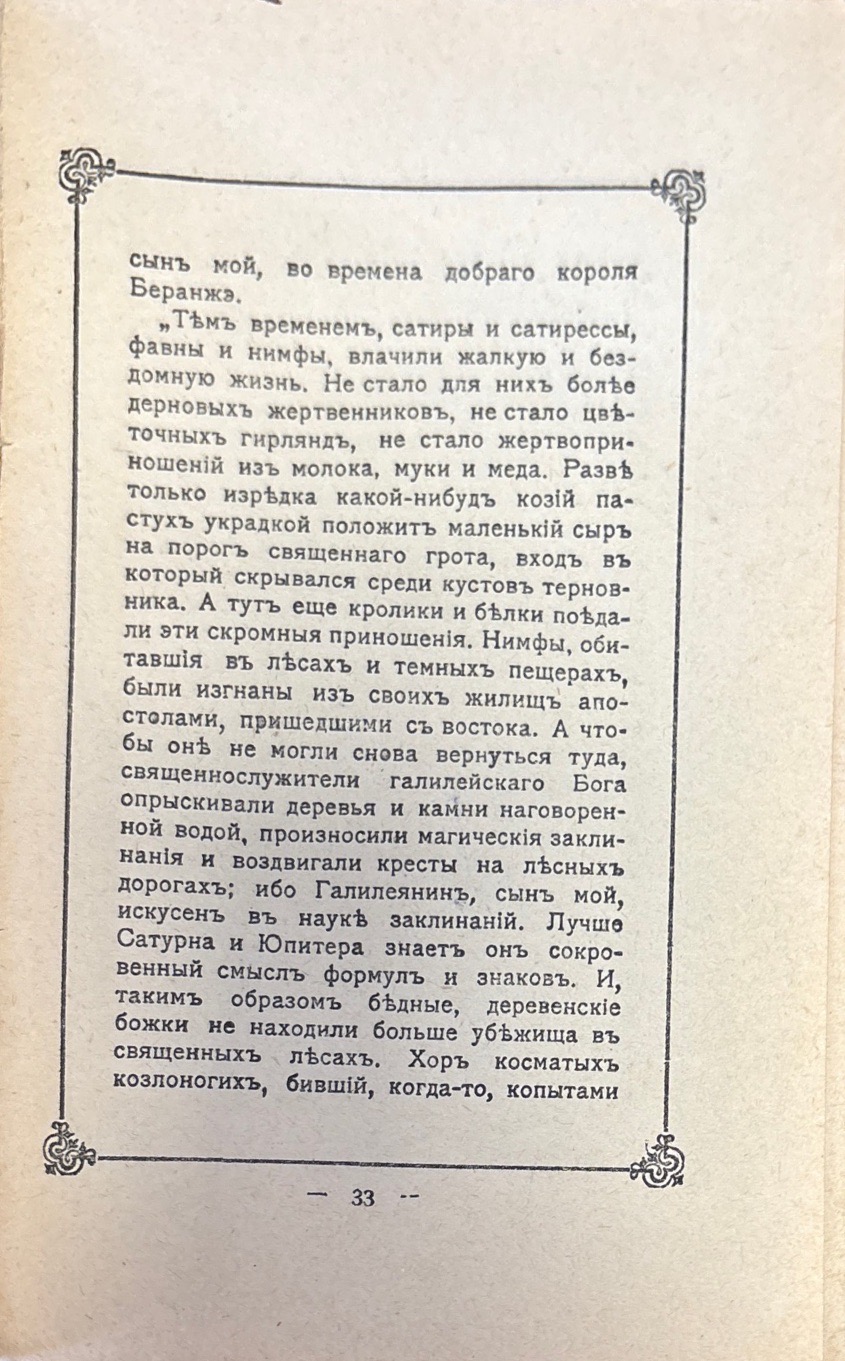 сынъ мой, во времена добраго короля
Беранжэ.
„Тѣмъ временемъ, сатиры и сатирессы,
фавны и нимфы, влачили жалкую и без-
домную жизнь. Не стало для нихъ болѣе
дерновыхъ жертвенниковъ, не стало цвѣ-
точныхъ гирляндъ, не стало жертвопри-
ношеній изъ молока, муки и меда. Развѣ
только изрѣдка какой-нибудъ козій па-
стухъ украдкой положитъ маленькій сыръ
на порогъ священнаго грота, входъ въ
который скрывался среди кустовъ тернов-
ника. А тутъ еще кролики и бѣлки поѣда-
ли эти скромныя приношенія. Нимфы, оби-
тавшія въ лѣсахъ и темныхъ пещерахъ,
были изгнаны изъ своихъ жилищъ апо-
столами, пришедшими съ востока. А что-
бы онѣ не могли снова вернуться туда,
священнослужители галилейскаго Бога
опрыскивали деревья и камни наговорен-
ной водой, произносили магическія закли-
нанія и воздвигали кресты на лѣсныхъ
дорогахъ; ибо Галилеянинъ, сынъ мой,
искусенъ въ наукѣ заклинаній. Лучше
Сатурна и Юпитера знаетъ онъ сокро-
венный смыслъ формулъ и знаковъ. И,
такимъ образомъ бѣдные, деревенскіе
божки не находили больше убѣжища въ
священныхъ лѣсахъ. Хоръ косматыхъ
козлоногихъ, бившій, когда-то, копытами
— 33 --